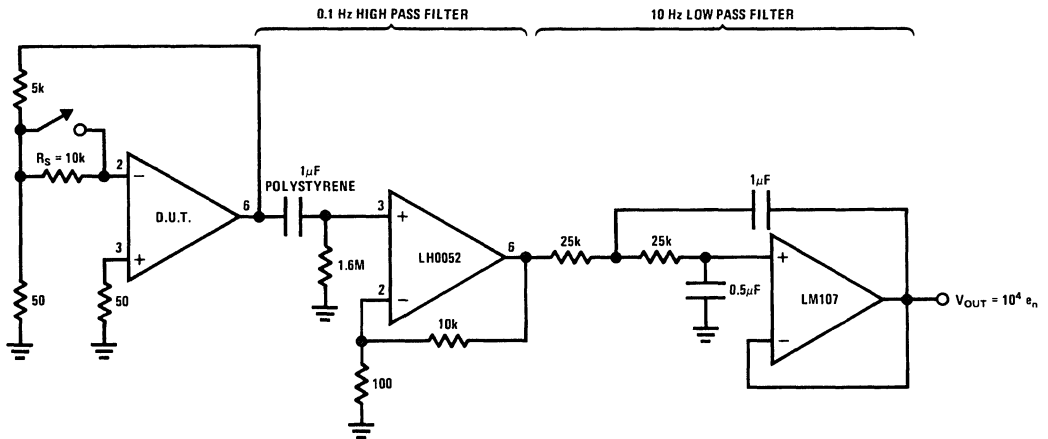 0.1 Hz HIGH PASS FILTER
10 Hz LOW PASS FILTER
5k
R_S = 10k
2
D.U.T.
6
3
50
50
1µF
POLYSTYRENE
1.6M
3
LH0052
6
2
10k
100
25k
25k
1µF
0.5µF
LM107
V_OUT = 10^4 e_n
+
−
+
−
+
−